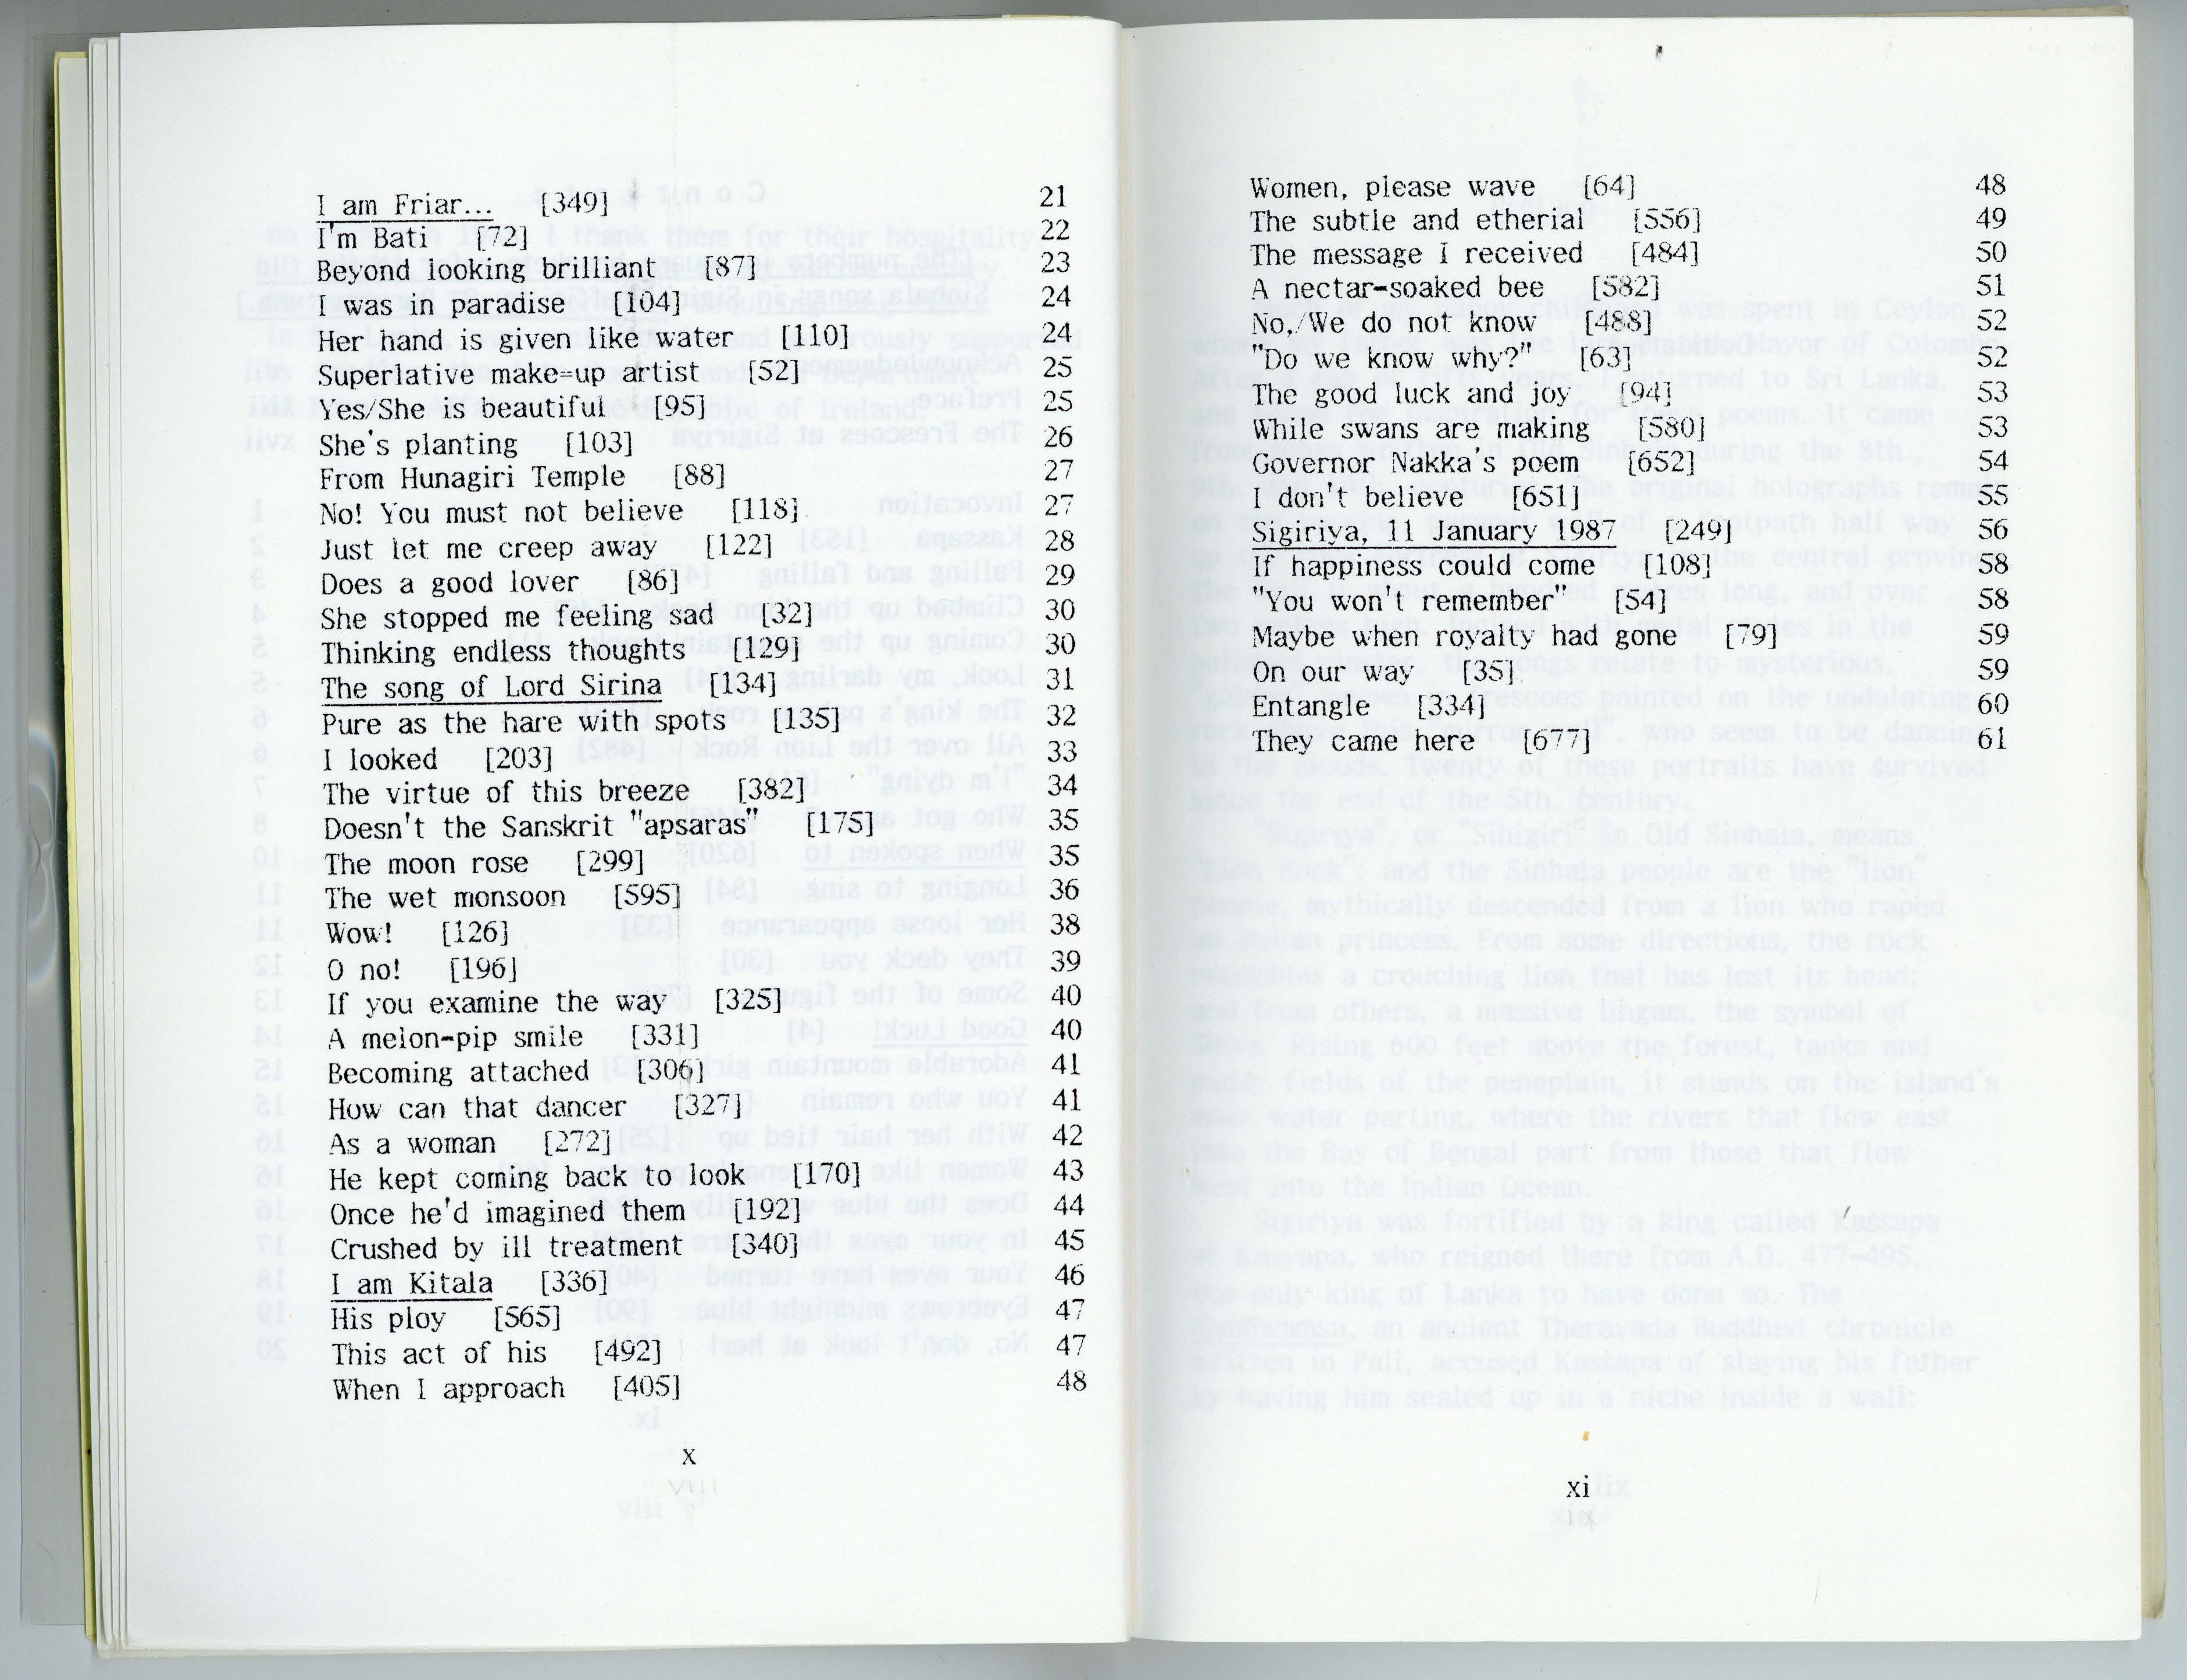 I am Friar... [349] 21
I'm Bati [72] 22
Beyond looking brilliant [87] 23
I was in paradise [104] 24
Her hand is given like water [110] 24
Superlative make=up artist [52] 25
Yes/She is beautiful [95] 25
She's planting [103] 26
From Hunagiri Temple [88] 27
No! You must not believe [118] 27
Just let me creep away [122] 28
Does a good lover [86] 29
She stopped me feeling sad [32] 30
Thinking endless thoughts [129] 30
The song of Lord Sirina [134] 31
Pure as the hare with spots [135] 32
I looked [203] 33
The virtue of this breeze [382] 34
Doesn't the Sanskrit "apsaras" [175] 35
The moon rose [299] 35
The wet monsoon [595] 36
Wow! [126] 38
O no! [196] 39
If you examine the way [325] 40
A melon-pip smile [331] 40
Becoming attached [306] 41
How can that dancer [327] 41
As a woman [272] 42
He kept coming back to look [170] 43
Once he'd imagined them [192] 44
Crushed by ill treatment [340] 45
I am Kitala [336] 46
His ploy [565] 47
This act of his [492] 47
When I approach [405] 48
x
Women, please wave [64] 48
The subtle and etherial [556] 49
The message I received [484] 50
A nectar-soaked bee [582] 51
No,/We do not know [488] 52
"Do we know why?" [63] 52
The good luck and joy [94] 53
While swans are making [580] 53
Governor Nakka's poem [652] 54
I don't believe [651] 55
Sigiriya, 11 January 1987 [249] 56
If happiness could come [108] 58
"You won't remember" [54] 58
Maybe when royalty had gone [79] 59
On our way [35] 59
Entangle [334] 60
They came here [677] 61
xi